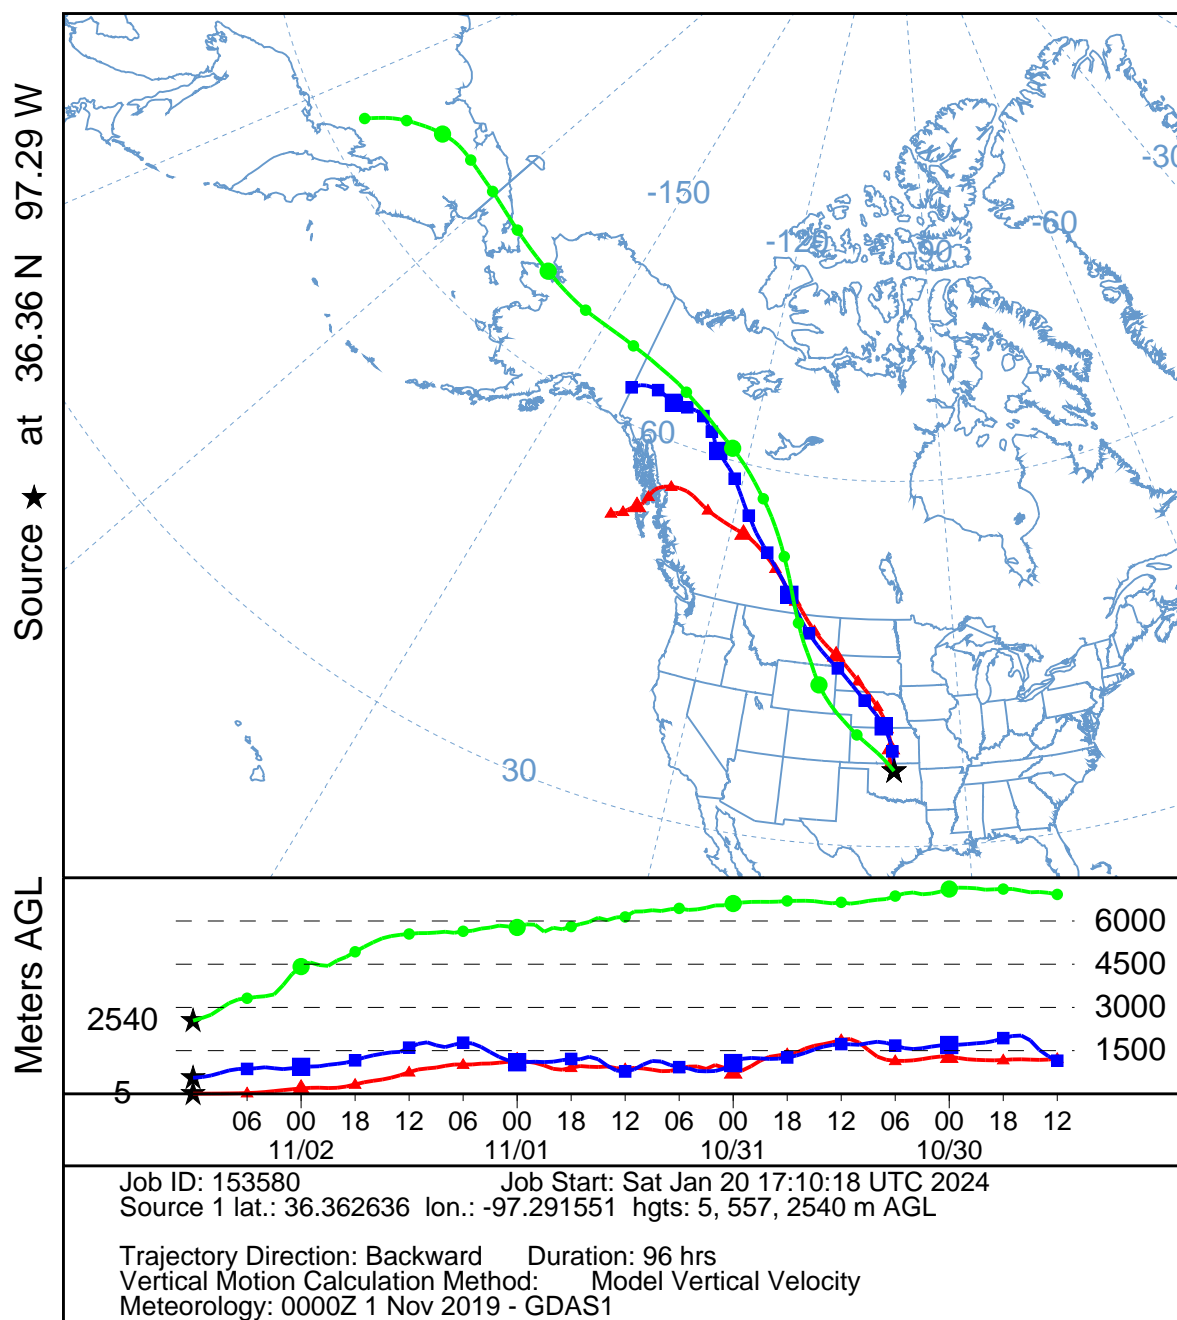 Source ★ at 36.36 N 97.29 W
-150
-30
-60
-120
90
60
30
Meters AGL
6000
4500
3000
2540
1500
5
06 00 18 12 06 00 18 12 06 00 18 12 06 00 18 12
11/02 11/01 10/31 10/30
Job ID: 153580 Job Start: Sat Jan 20 17:10:18 UTC 2024
Source 1 lat.: 36.362636 lon.: -97.291551 hgts: 5, 557, 2540 m AGL
Trajectory Direction: Backward Duration: 96 hrs
Vertical Motion Calculation Method: Model Vertical Velocity
Meteorology: 0000Z 1 Nov 2019 - GDAS1